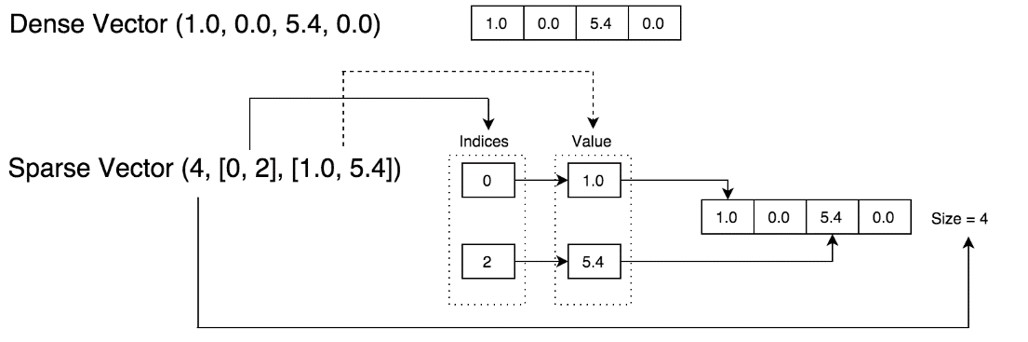 Dense Vector (1.0, 0.0, 5.4, 0.0)
1.0 0.0 5.4 0.0
Indices Value
Sparse Vector (4, [0, 2], [1.0, 5.4])
0 1.0
1.0 0.0 5.4 0.0 Size = 4
2 5.4